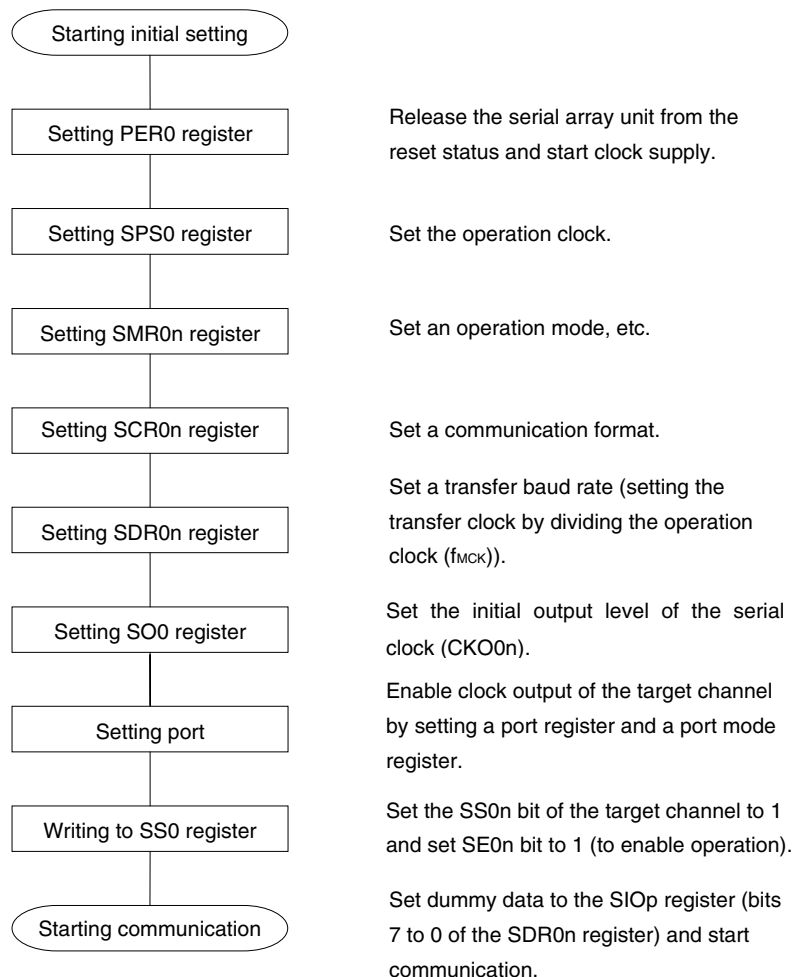 Starting initial setting
Setting PER0 register
Release the serial array unit from the
reset status and start clock supply.
Setting SPS0 register
Set the operation clock.
Setting SMR0n register
Set an operation mode, etc.
Setting SCR0n register
Set a communication format.
Setting SDR0n register
Set a transfer baud rate (setting the
transfer clock by dividing the operation
clock (fMCK)).
Setting SO0 register
Set the initial output level of the serial
clock (CKO0n).
Setting port
Enable clock output of the target channel
by setting a port register and a port mode
register.
Writing to SS0 register
Set the SS0n bit of the target channel to 1
and set SE0n bit to 1 (to enable operation).
Starting communication
Set dummy data to the SIOp register (bits
7 to 0 of the SDR0n register) and start
communication.